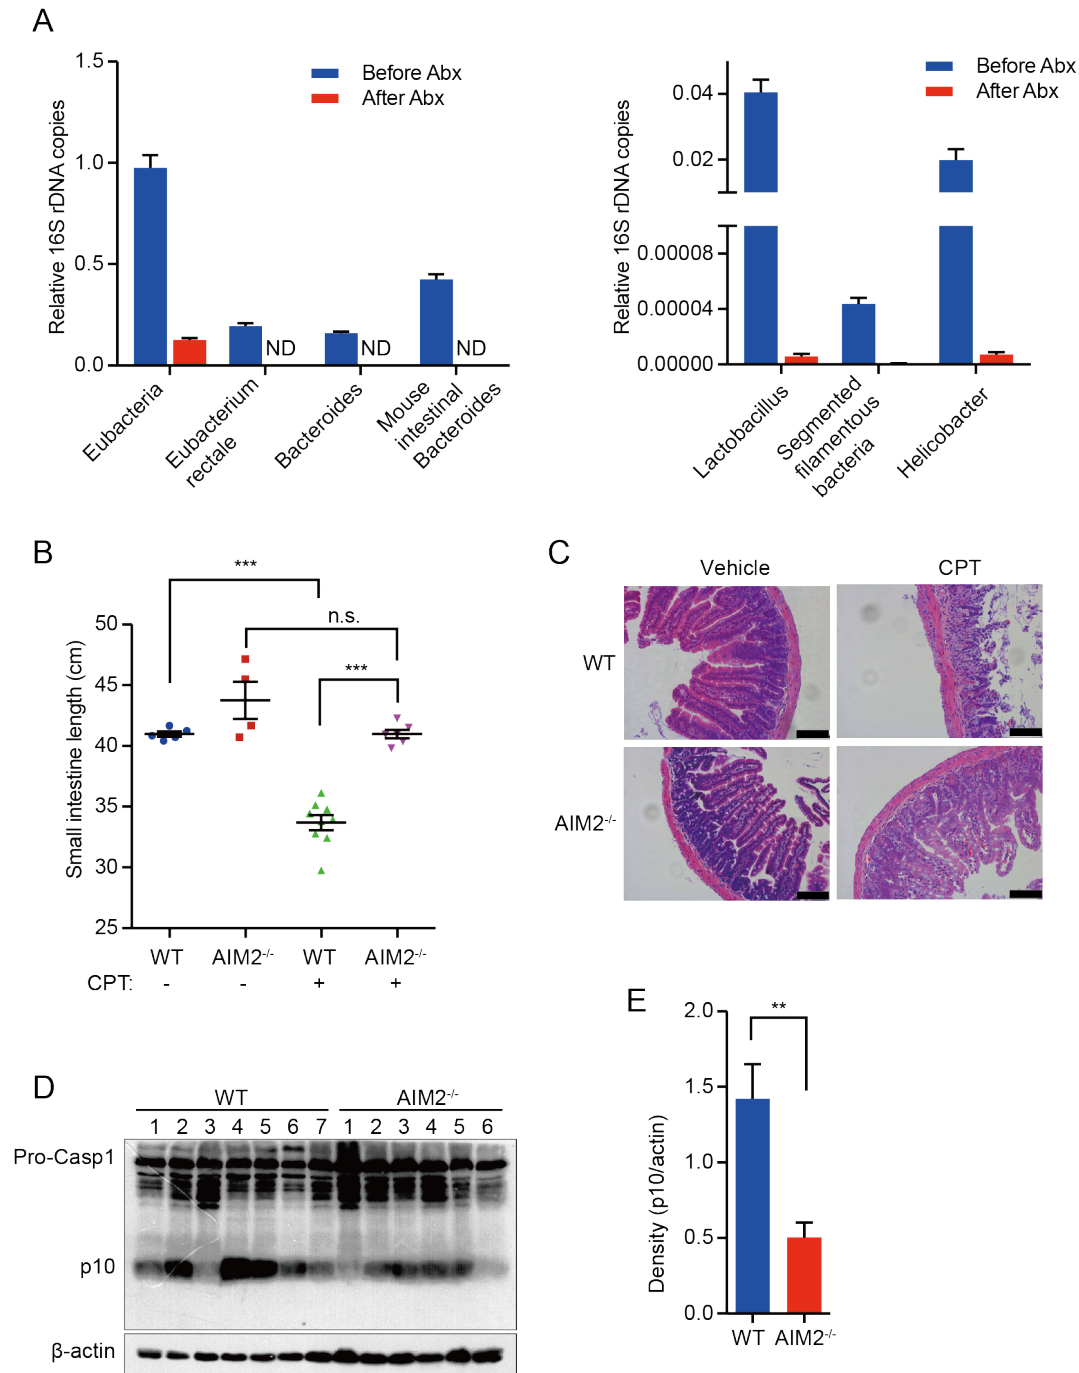 A
Relative 16S rDNA copies
1.5
1.0
0.5
0.0
Before Abx
After Abx
ND
ND
ND
Eubacteria
Eubacterium
rectale
Bacteroides
Mouse
intestinal
Bacteroides
Relative 16S rDNA copies
0.04
0.02
0.00008
0.00004
0.00000
Before Abx
After Abx
Lactobacillus
Segmented
filamentous
bacteria
Helicobacter
B
Small intestine length (cm)
50
45
40
35
30
25
***
n.s.
***
WT AIM2-/- WT AIM2-/-
CPT: - - + +
C
Vehicle CPT
WT
AIM2-/-
D
WT AIM2-/-
1 2 3 4 5 6 7 1 2 3 4 5 6
Pro-Casp1
p10
β-actin
E
Density (p10/actin)
2.0
1.5
1.0
0.5
0.0
**
WT AIM2-/-